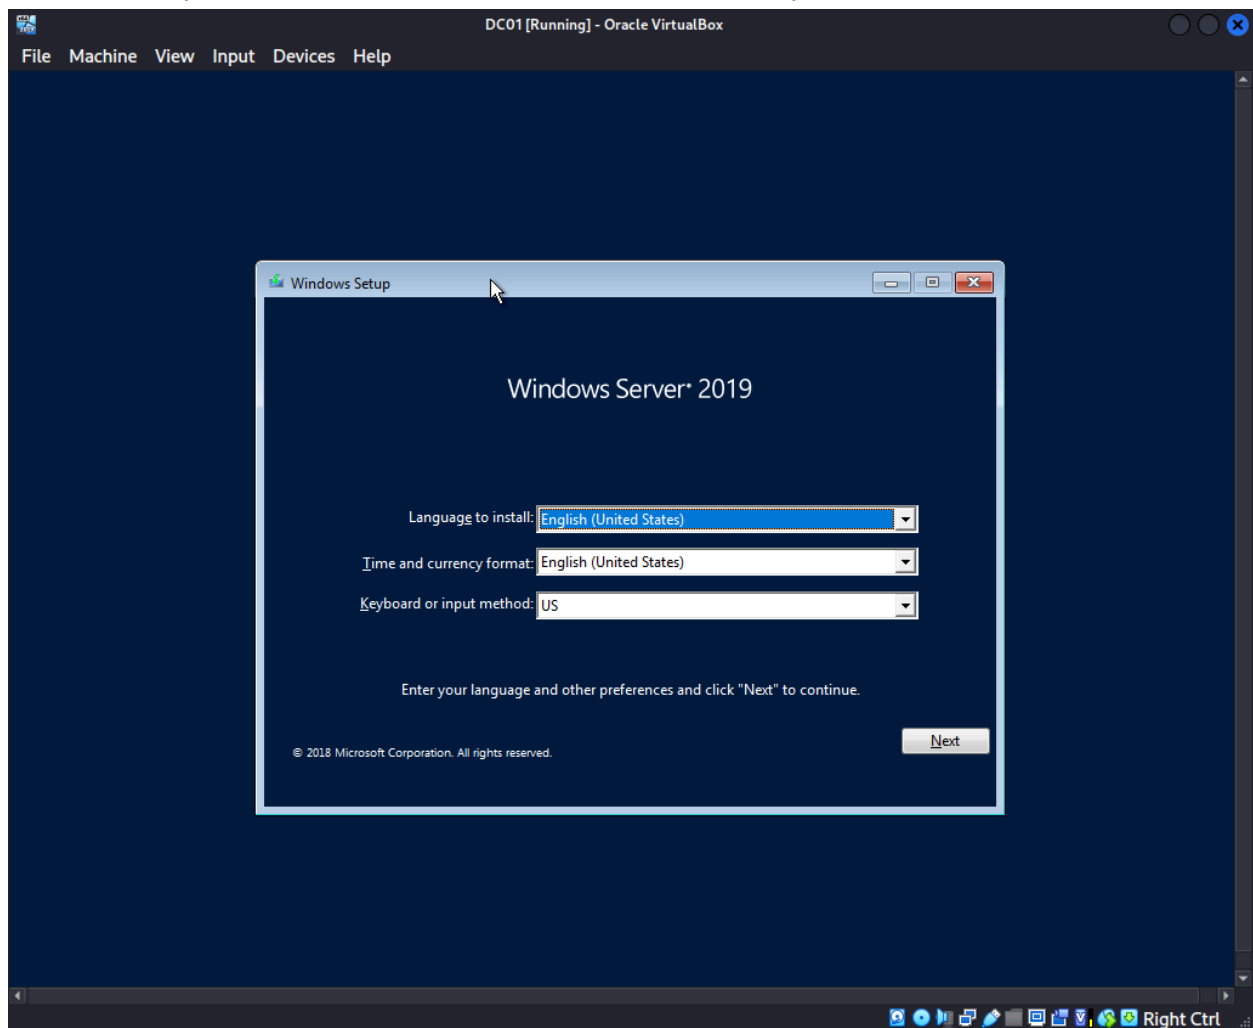 DC01 [Running] - Oracle VirtualBox
File Machine View Input Devices Help
Windows Setup
Windows Server® 2019
Language to install: English (United States)
Time and currency format: English (United States)
Keyboard or input method: US
Enter your language and other preferences and click "Next" to continue.
Next
© 2018 Microsoft Corporation. All rights reserved.
Right Ctrl